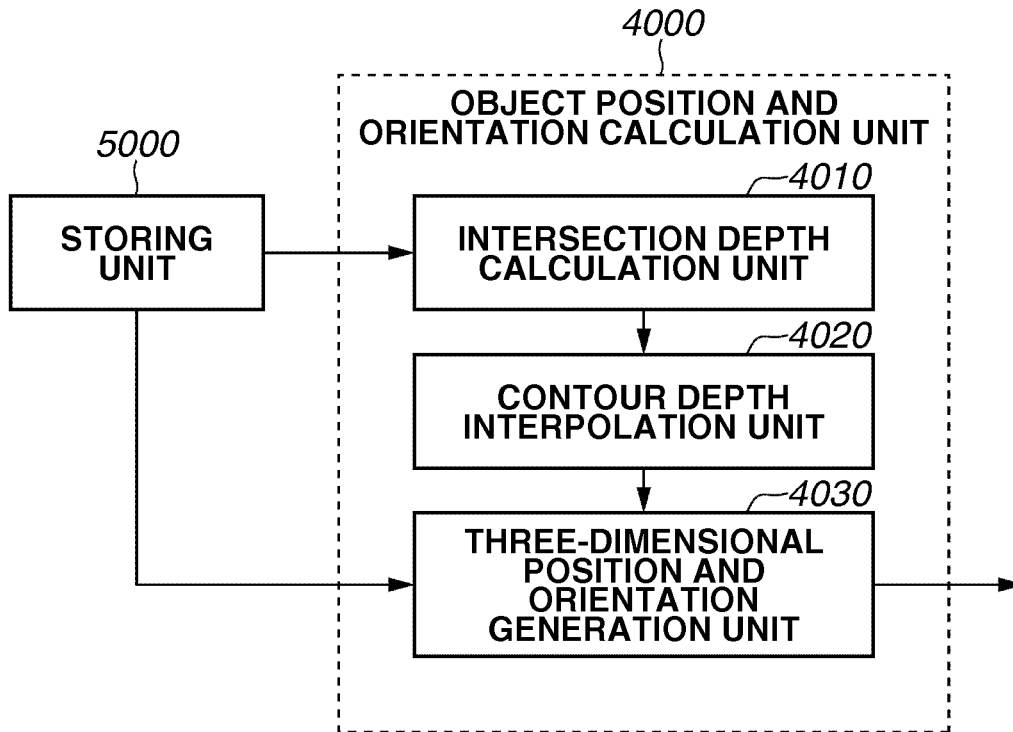 4000
OBJECT POSITION AND
ORIENTATION CALCULATION UNIT
5000
STORING
UNIT
4010
INTERSECTION DEPTH
CALCULATION UNIT
4020
CONTOUR DEPTH
INTERPOLATION UNIT
4030
THREE-DIMENSIONAL
POSITION AND
ORIENTATION
GENERATION UNIT